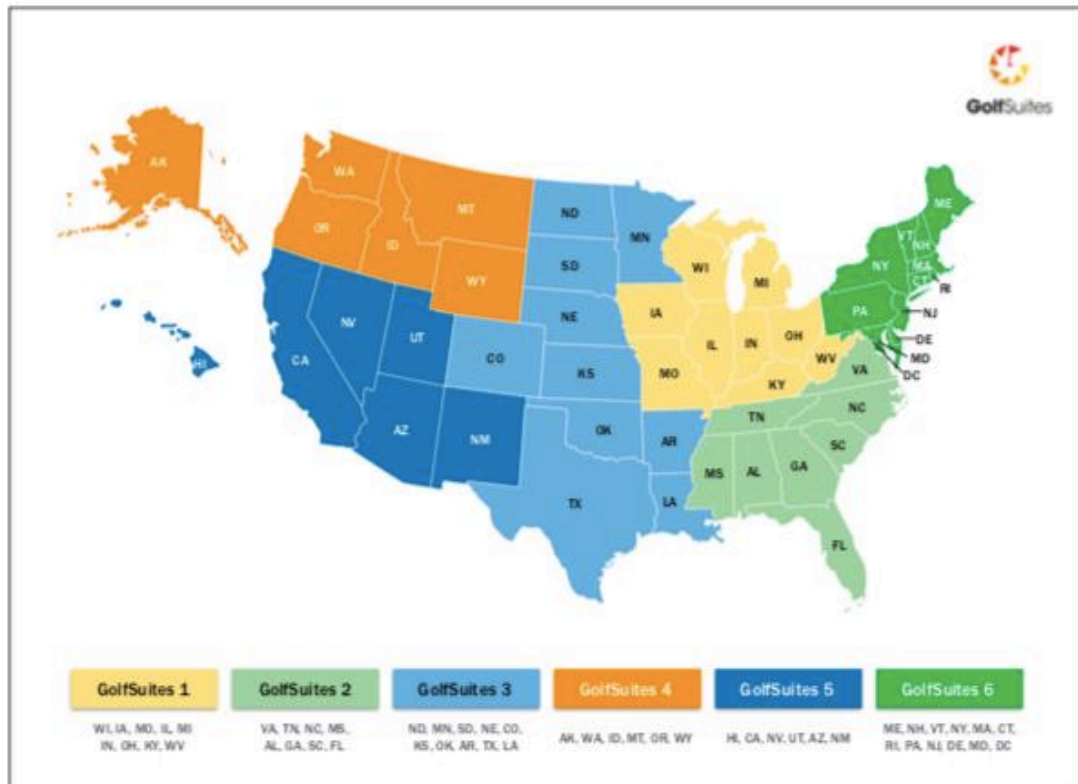 GolfSuites
AA
WA
MT
OR
ID
WY
ND
MN
SD
NE
CO
KS
OK
AR
TX
LA
HI
CA
NV
UT
AZ
NM
WI
MI
IA
IL
IN
OH
MO
KY
WV
VA
TN
NC
SC
MS
AL
GA
FL
ME
VT
NH
NY
MA
CT
RI
PA
NJ
DE
MD
DC
GolfSuites 1
WI, IA, MO, IL, MI
IN, OH, KY, WV
GolfSuites 2
VA, TN, NC, MS,
AL, GA, SC, FL
GolfSuites 3
ND, MN, SD, NE, CO,
KS, OK, AR, TX, LA
GolfSuites 4
AK, WA, ID, MT, OR, WY
GolfSuites 5
HI, CA, NV, UT, AZ, NM
GolfSuites 6
ME, NH, VT, NY, MA, CT,
RI, PA, NJ, DE, MD, DC